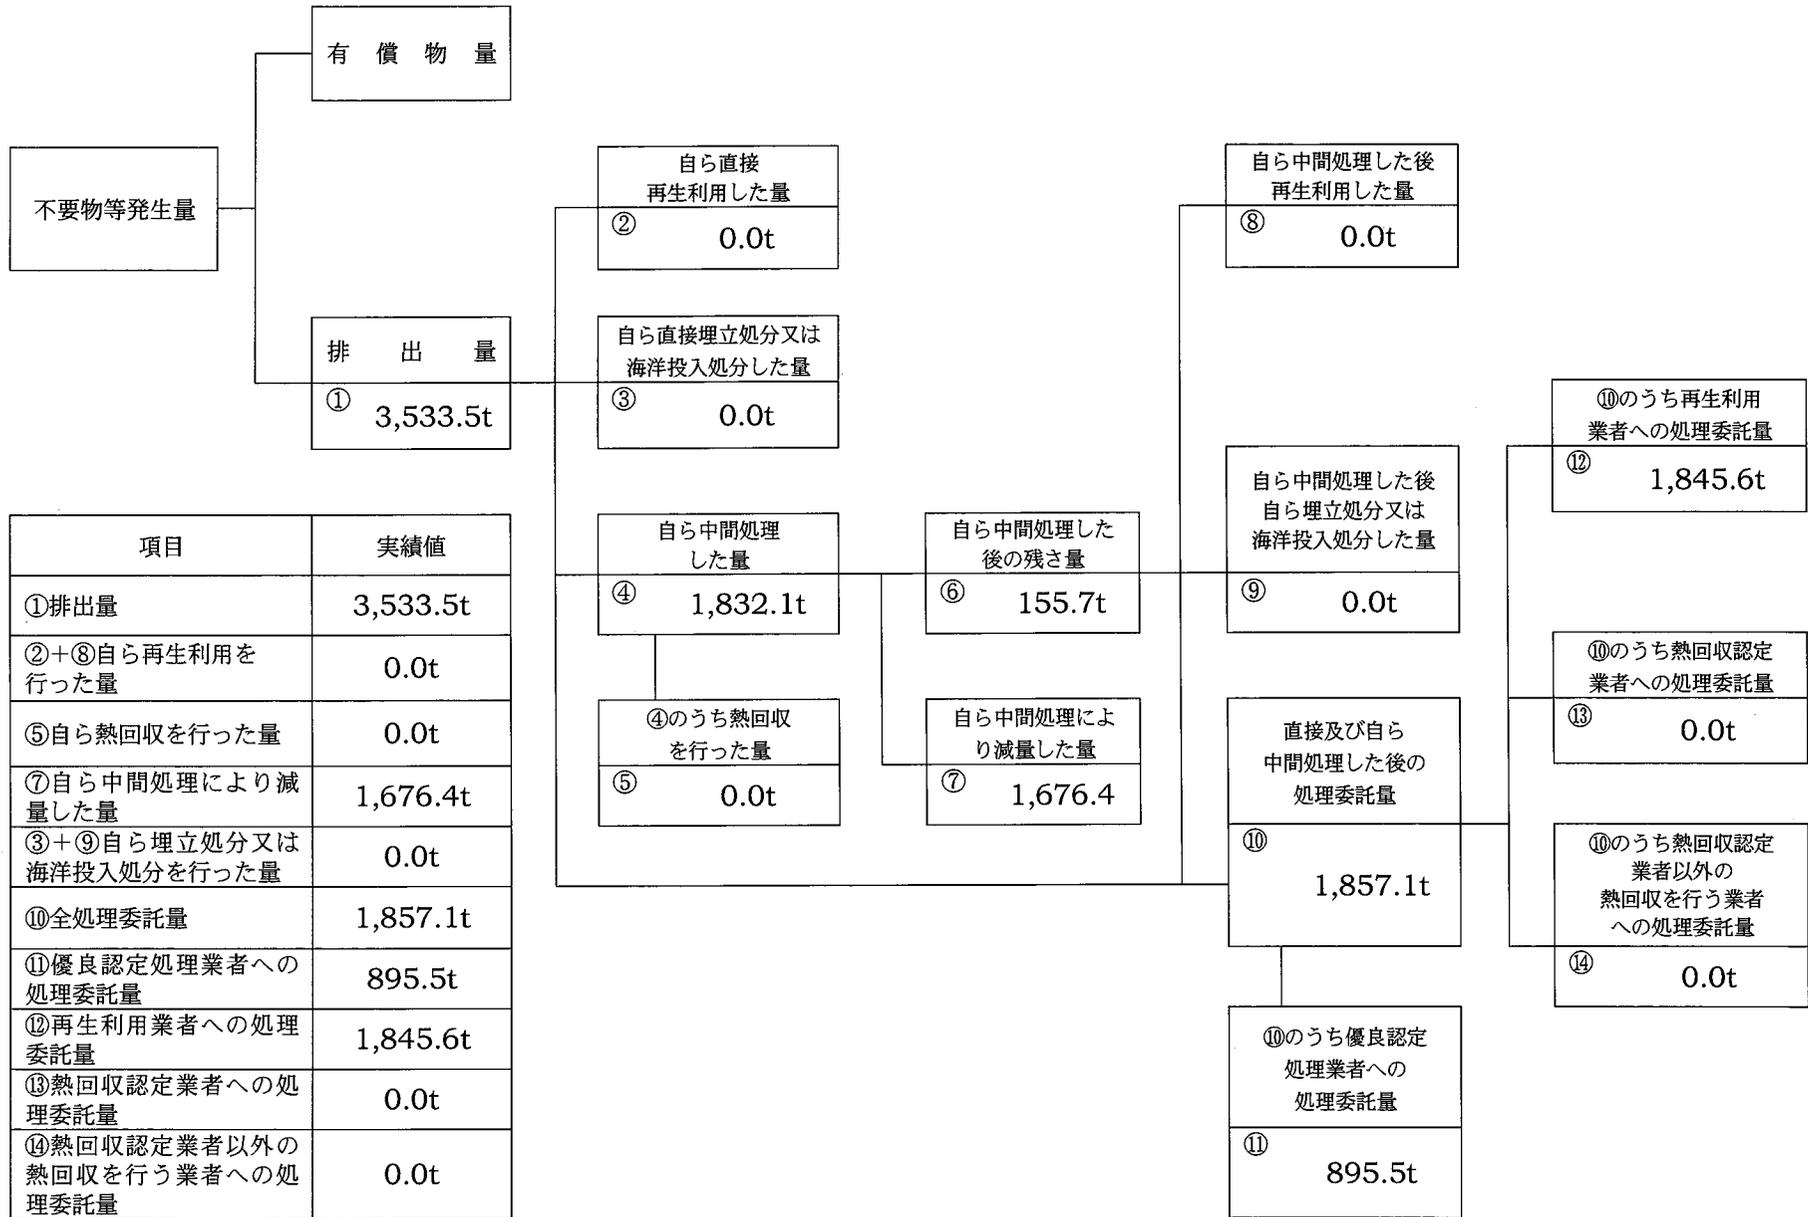 有償物量
不要物等発生量
排出量
①
3,533.5t
自ら直接
再生利用した量
②
0.0t
自ら直接埋立処分又は
海洋投入処分した量
③
0.0t
自ら中間処理
した量
④
1,832.1t
④のうち熱回収
を行った量
⑤
0.0t
自ら中間処理した
後の残さ量
⑥
155.7t
自ら中間処理によ
り減量した量
⑦
1,676.4
自ら中間処理した後
再生利用した量
⑧
0.0t
自ら中間処理した後
自ら埋立処分又は
海洋投入処分した量
⑨
0.0t
直接及び自ら
中間処理した後の
処理委託量
⑩
1,857.1t
⑩のうち優良認定
処理業者への
処理委託量
⑪
895.5t
⑩のうち再生利用
業者への処理委託量
⑫
1,845.6t
⑩のうち熱回収認定
業者への処理委託量
⑬
0.0t
⑩のうち熱回収認定
業者以外の
熱回収を行う業者
への処理委託量
⑭
0.0t
項目 実績値
①排出量 3,533.5t
②+⑧自ら再生利用を
行った量
0.0t
⑤自ら熱回収を行った量 0.0t
⑦自ら中間処理により減
量した量
1,676.4t
③+⑨自ら埋立処分又は
海洋投入処分を行った量
0.0t
⑩全処理委託量 1,857.1t
⑪優良認定処理業者への
処理委託量
895.5t
⑫再生利用業者への処理
委託量
1,845.6t
⑬熱回収認定業者への処
理委託量
0.0t
⑭熱回収認定業者以外の
熱回収を行う業者への処
理委託量
0.0t